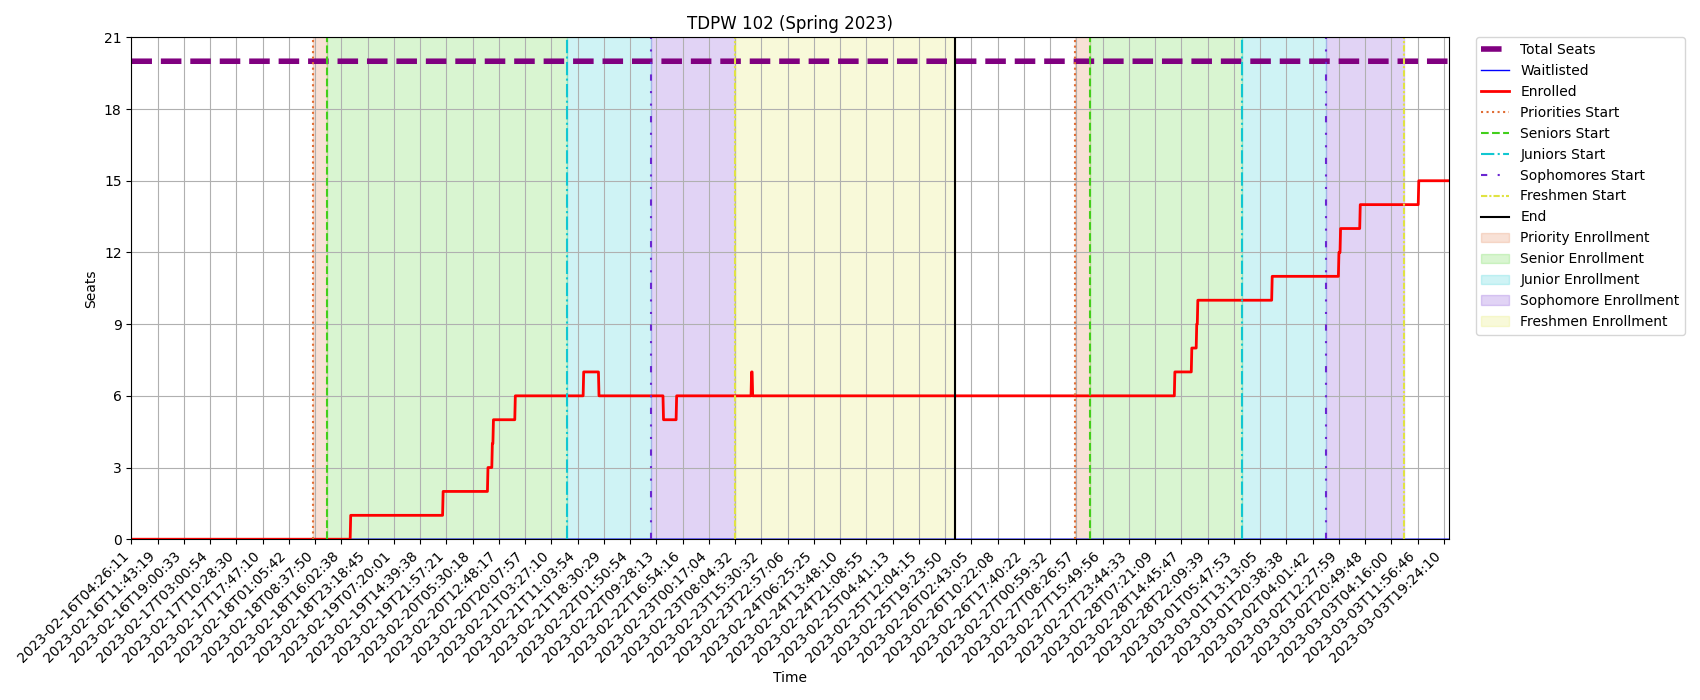 TDPW 102 (Spring 2023)
21
18
15
12
9
6
3
0
Seats
2023-02-16T04:26:11
2023-02-16T11:43:19
2023-02-16T19:00:33
2023-02-17T03:00:54
2023-02-17T10:28:30
2023-02-17T17:47:10
2023-02-18T01:05:42
2023-02-18T08:37:50
2023-02-18T16:02:38
2023-02-18T23:18:45
2023-02-19T07:20:01
2023-02-19T14:39:38
2023-02-19T21:57:21
2023-02-20T05:30:18
2023-02-20T12:48:17
2023-02-20T20:07:57
2023-02-21T03:27:10
2023-02-21T11:03:54
2023-02-21T18:30:29
2023-02-22T01:50:54
2023-02-22T09:28:13
2023-02-22T16:54:16
2023-02-23T00:17:04
2023-02-23T08:04:32
2023-02-23T15:30:32
2023-02-23T22:57:06
2023-02-24T06:25:25
2023-02-24T13:48:10
2023-02-24T21:08:55
2023-02-25T04:41:13
2023-02-25T12:04:15
2023-02-25T19:23:50
2023-02-26T02:43:05
2023-02-26T10:22:08
2023-02-26T17:40:22
2023-02-27T00:59:32
2023-02-27T08:26:57
2023-02-27T15:49:56
2023-02-27T23:44:33
2023-02-28T07:21:09
2023-02-28T14:45:47
2023-02-28T22:09:39
2023-03-01T05:47:53
2023-03-01T13:13:05
2023-03-01T20:38:38
2023-03-02T04:01:42
2023-03-02T12:27:59
2023-03-02T20:49:48
2023-03-03T04:16:00
2023-03-03T11:56:46
2023-03-03T19:24:10
Time
Total Seats
Waitlisted
Enrolled
Priorities Start
Seniors Start
Juniors Start
Sophomores Start
Freshmen Start
End
Priority Enrollment
Senior Enrollment
Junior Enrollment
Sophomore Enrollment
Freshmen Enrollment